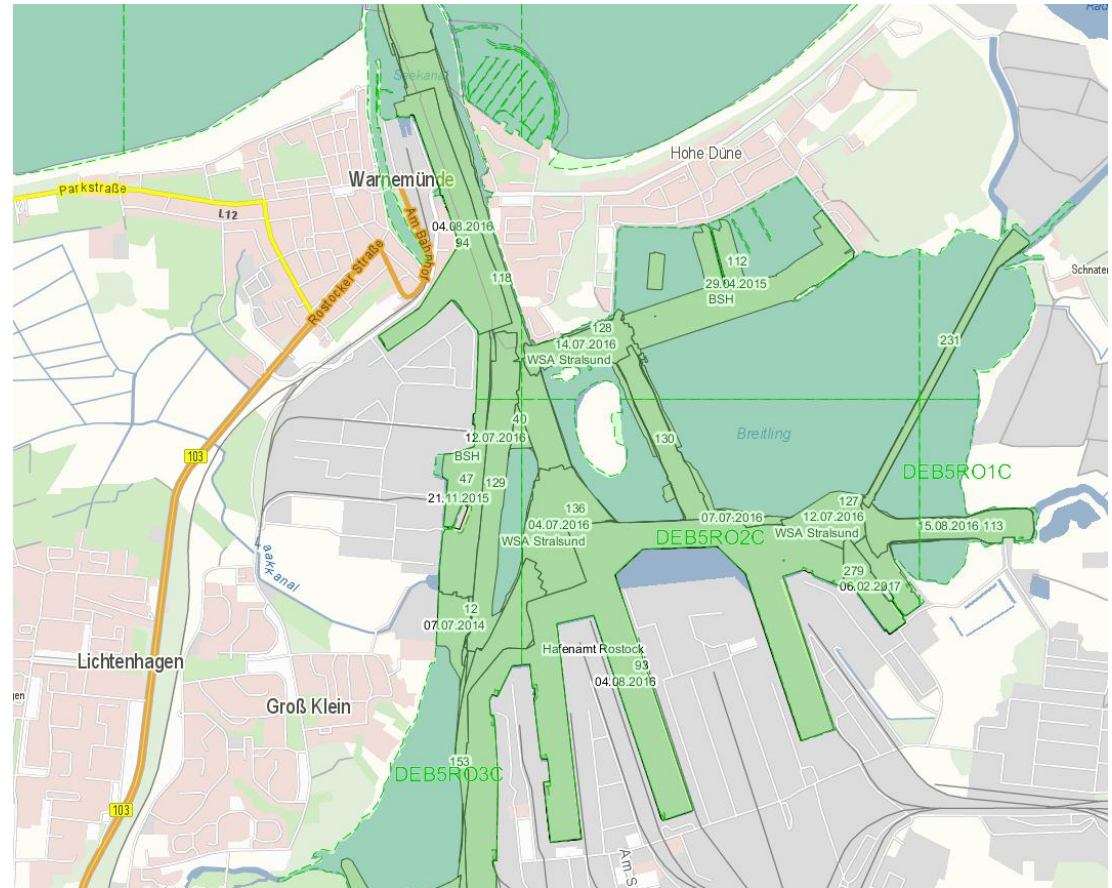 Seekanal
Hohe Düne
Warnemünde
Parkstraße
L12
Am Bahnhof
04.08.2016
94
Rostocker Straße
118
112
29.04.2015
BSH
Schnater
128
14.07.2016
WSA Stralsund
231
40
12.07.2016
BSH
130
Breitling
103
47
21.11.2015
129
DEB5RO1C
136
04.07.2016
WSA Stralsund
07.07.2016
DEB5RO2C
127
12.07.2016
WSA Stralsund
15.08.2016 113
aakkanal
279
06.02.2017
12
07.07.2014
Hafenamt Rostock
93
04.08.2016
Lichtenhagen
gen
Groß Klein
153
DEB5RO3C
103
Am-S